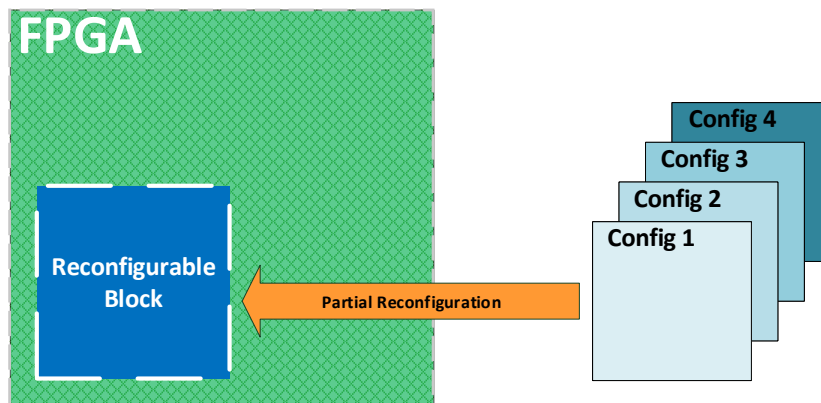 FPGA
Config 4
Config 3
Config 2
Config 1
Reconfigurable
Block
Partial Reconfiguration